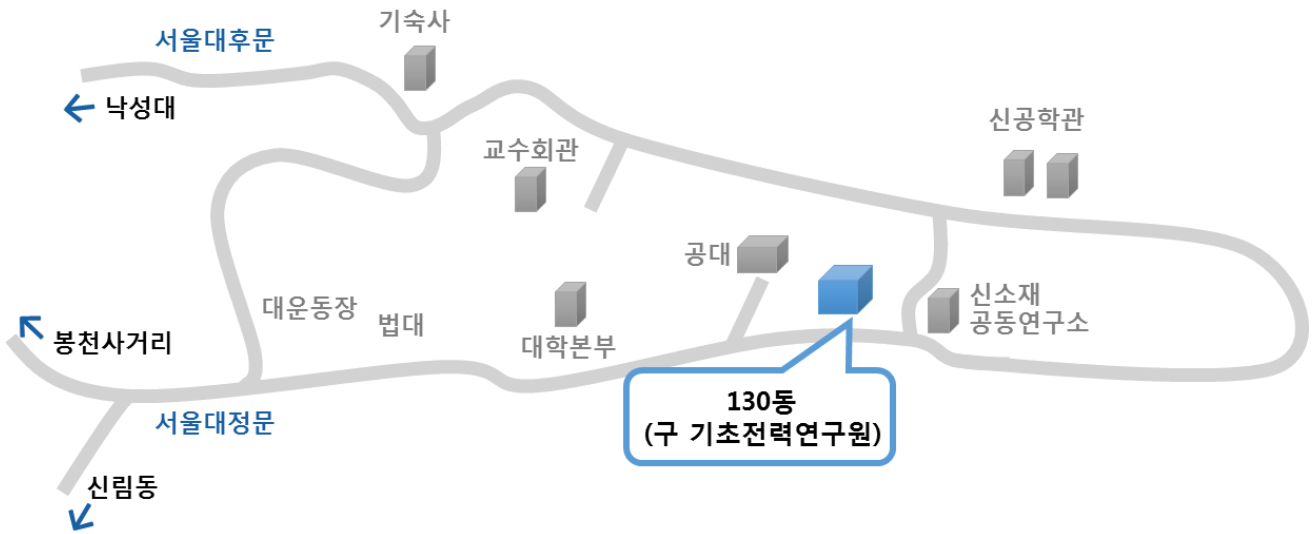 기숙사
서울대후문
낙성대
신공학관
교수회관
공대
신소재
공동연구소
대운동장
법대
대학본부
봉천사거리
130동
(구 기초전력연구원)
서울대정문
신림동